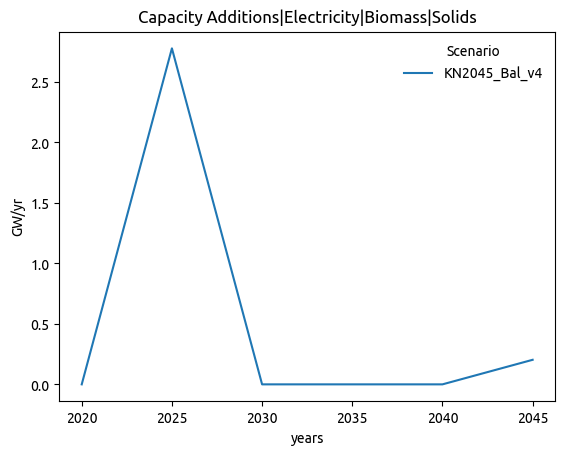 Capacity Additions|Electricity|Biomass|Solids
Scenario
KN2045_Bal_v4
GW/yr
2.5
2.0
1.5
1.0
0.5
0.0
2020 2025 2030 2035 2040 2045
years